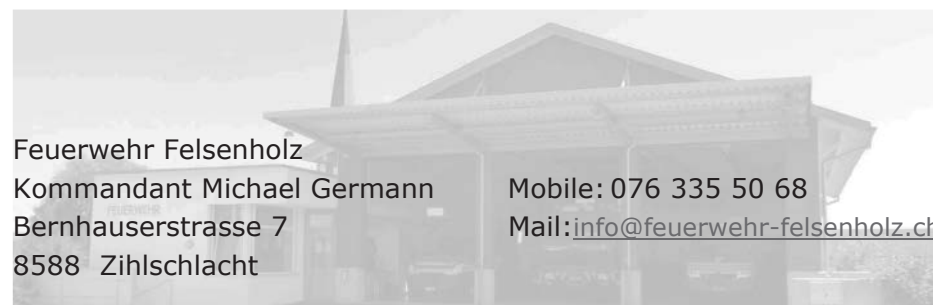 Feuerwehr Felsenholz
Kommandant Michael Germann Mobile: 076 335 50 68
Bernhauserstrasse 7 Mail: info@feuerwehr-felsenholz.ch
8588 Zihlschlacht
FEUERWEHR